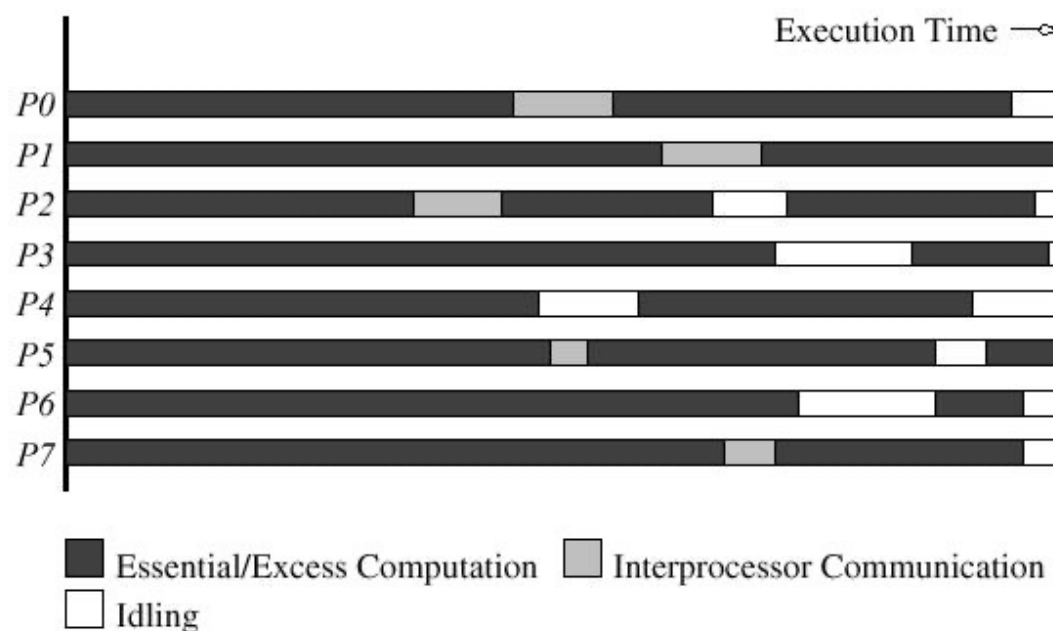 Execution Time
P0
P1
P2
P3
P4
P5
P6
P7
Essential/Excess Computation Interprocessor Communication
Idling